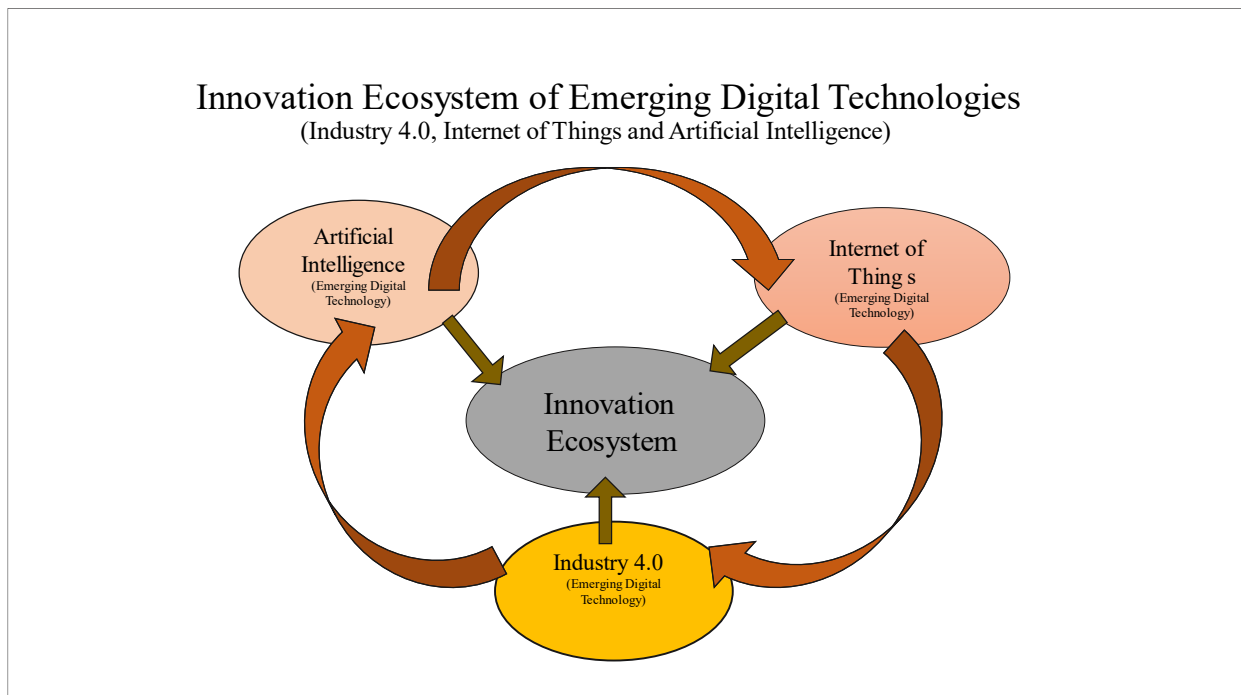 Innovation Ecosystem of Emerging Digital Technologies
(Industry 4.0, Internet of Things and Artificial Intelligence)
Artificial
Intelligence
(Emerging Digital
Technology)
Internet of
Thing s
(Emerging Digital
Technology)
Innovation
Ecosystem
Industry 4.0
(Emerging Digital
Technology)